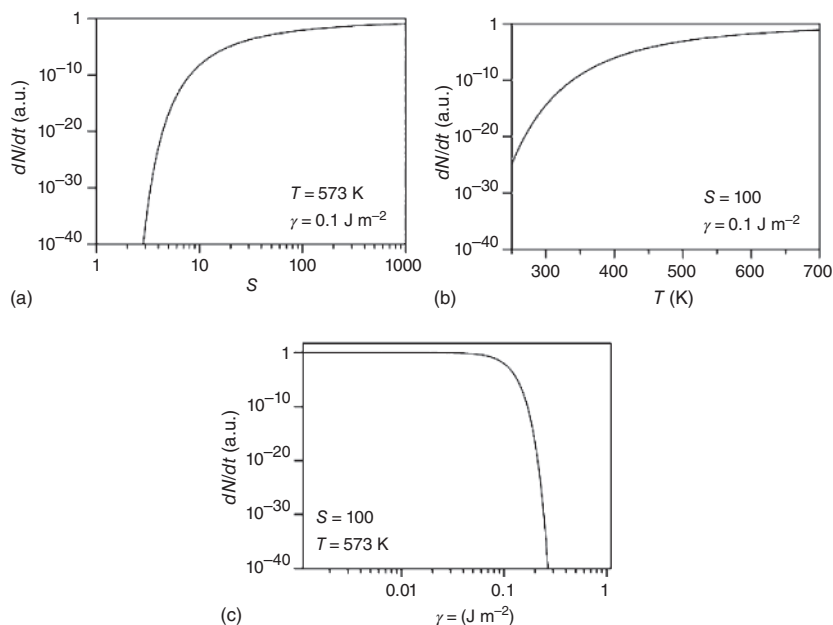 1
10⁻¹⁰
10⁻²⁰
10⁻³⁰
10⁻⁴⁰
dN/dt (a.u.)
T = 573 K
γ = 0.1 J m⁻²
1
10
100
1000
S
(a)
1
10⁻¹⁰
10⁻²⁰
10⁻³⁰
10⁻⁴⁰
dN/dt (a.u.)
S = 100
γ = 0.1 J m⁻²
300
400
500
600
700
T (K)
(b)
1
10⁻¹⁰
10⁻²⁰
10⁻³⁰
10⁻⁴⁰
dN/dt (a.u.)
S = 100
T = 573 K
0.01
0.1
1
γ = (J m⁻²)
(c)